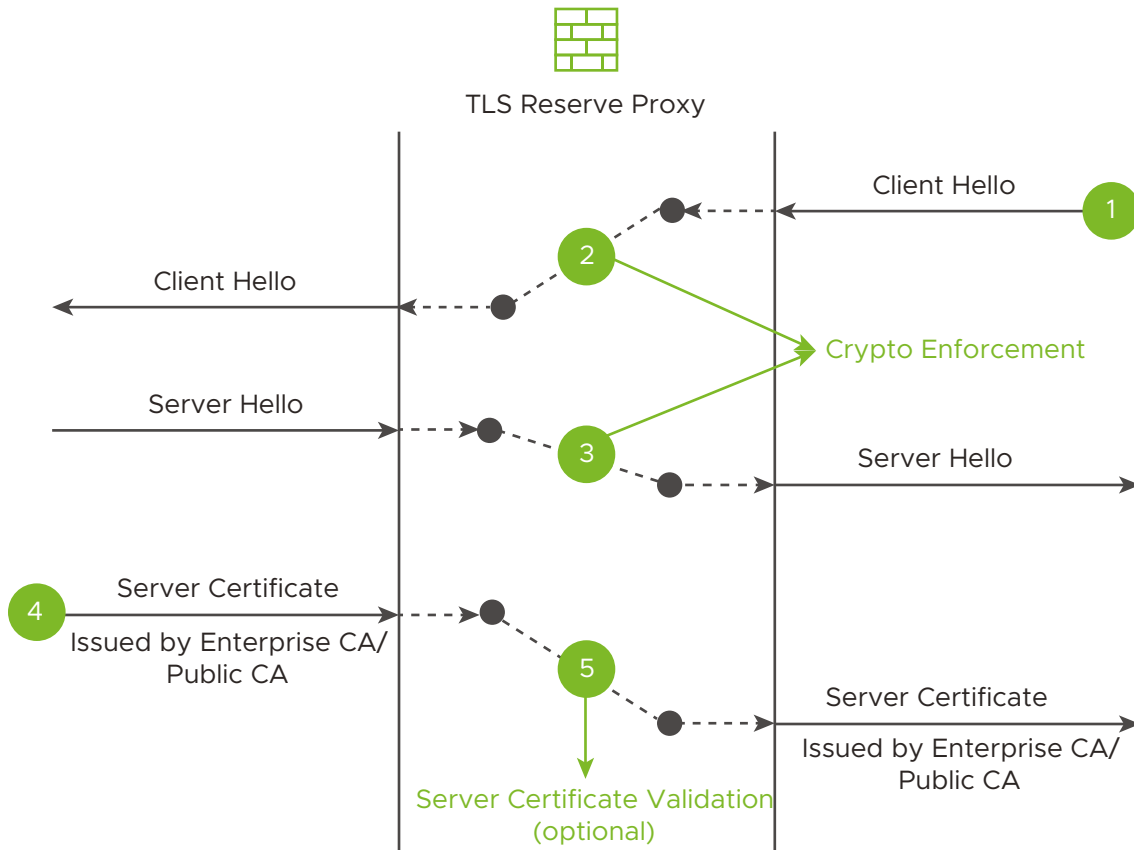 TLS Reserve Proxy
Client Hello
1
2
Client Hello
Crypto Enforcement
Server Hello
3
Server Hello
Server Certificate
4
Issued by Enterprise CA/
Public CA
5
Server Certificate
Issued by Enterprise CA/
Public CA
Server Certificate Validation
(optional)